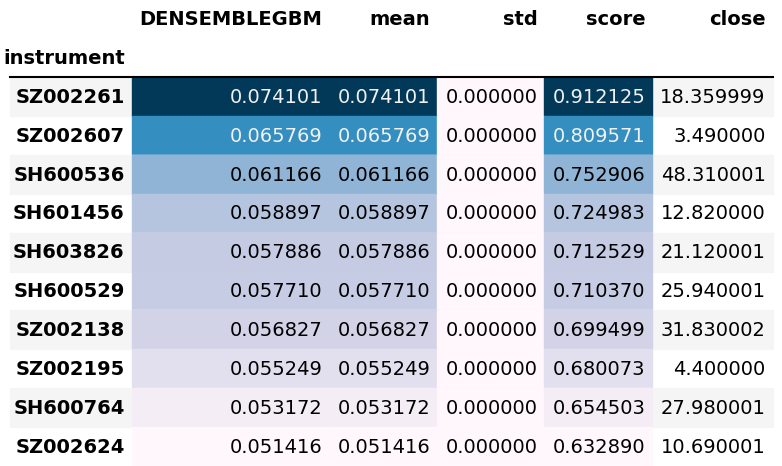 DENSEMBLEGBM mean std score close
instrument
SZ002261 0.074101 0.074101 0.000000 0.912125 18.359999
SZ002607 0.065769 0.065769 0.000000 0.809571 3.490000
SH600536 0.061166 0.061166 0.000000 0.752906 48.310001
SH601456 0.058897 0.058897 0.000000 0.724983 12.820000
SH603826 0.057886 0.057886 0.000000 0.712529 21.120001
SH600529 0.057710 0.057710 0.000000 0.710370 25.940001
SZ002138 0.056827 0.056827 0.000000 0.699499 31.830002
SZ002195 0.055249 0.055249 0.000000 0.680073 4.400000
SH600764 0.053172 0.053172 0.000000 0.654503 27.980001
SZ002624 0.051416 0.051416 0.000000 0.632890 10.690001